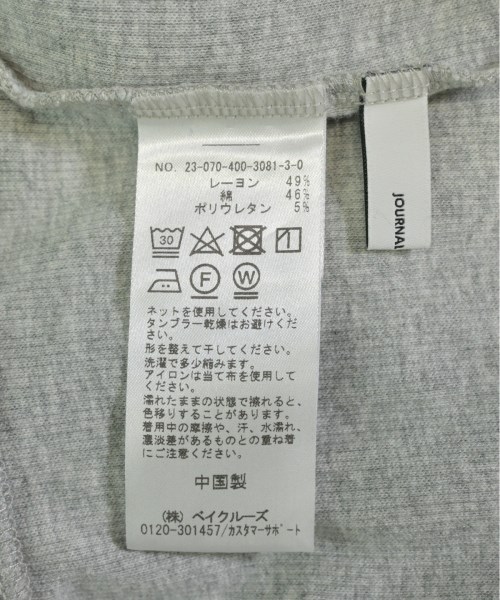 NO. 23-070-400-3081-3-0
レーヨン 49%
綿 46%
ポリウレタン 5%
30
F W
ネットを使用してください。
タンブラー乾燥はお避けくだ
さい。
形を整えて干してください。
洗濯で多少縮みます。
アイロンは当て布を使用して
ください。
濡れたままの状態で擦れると、
色移りすることがあります。
着用中の摩擦や、汗、水濡れ、
濃淡差があるものとの重ね着
にご注意ください。
中国製
(株) ベイクルーズ
0120-301457/カスタマーサポート
JOURNAL